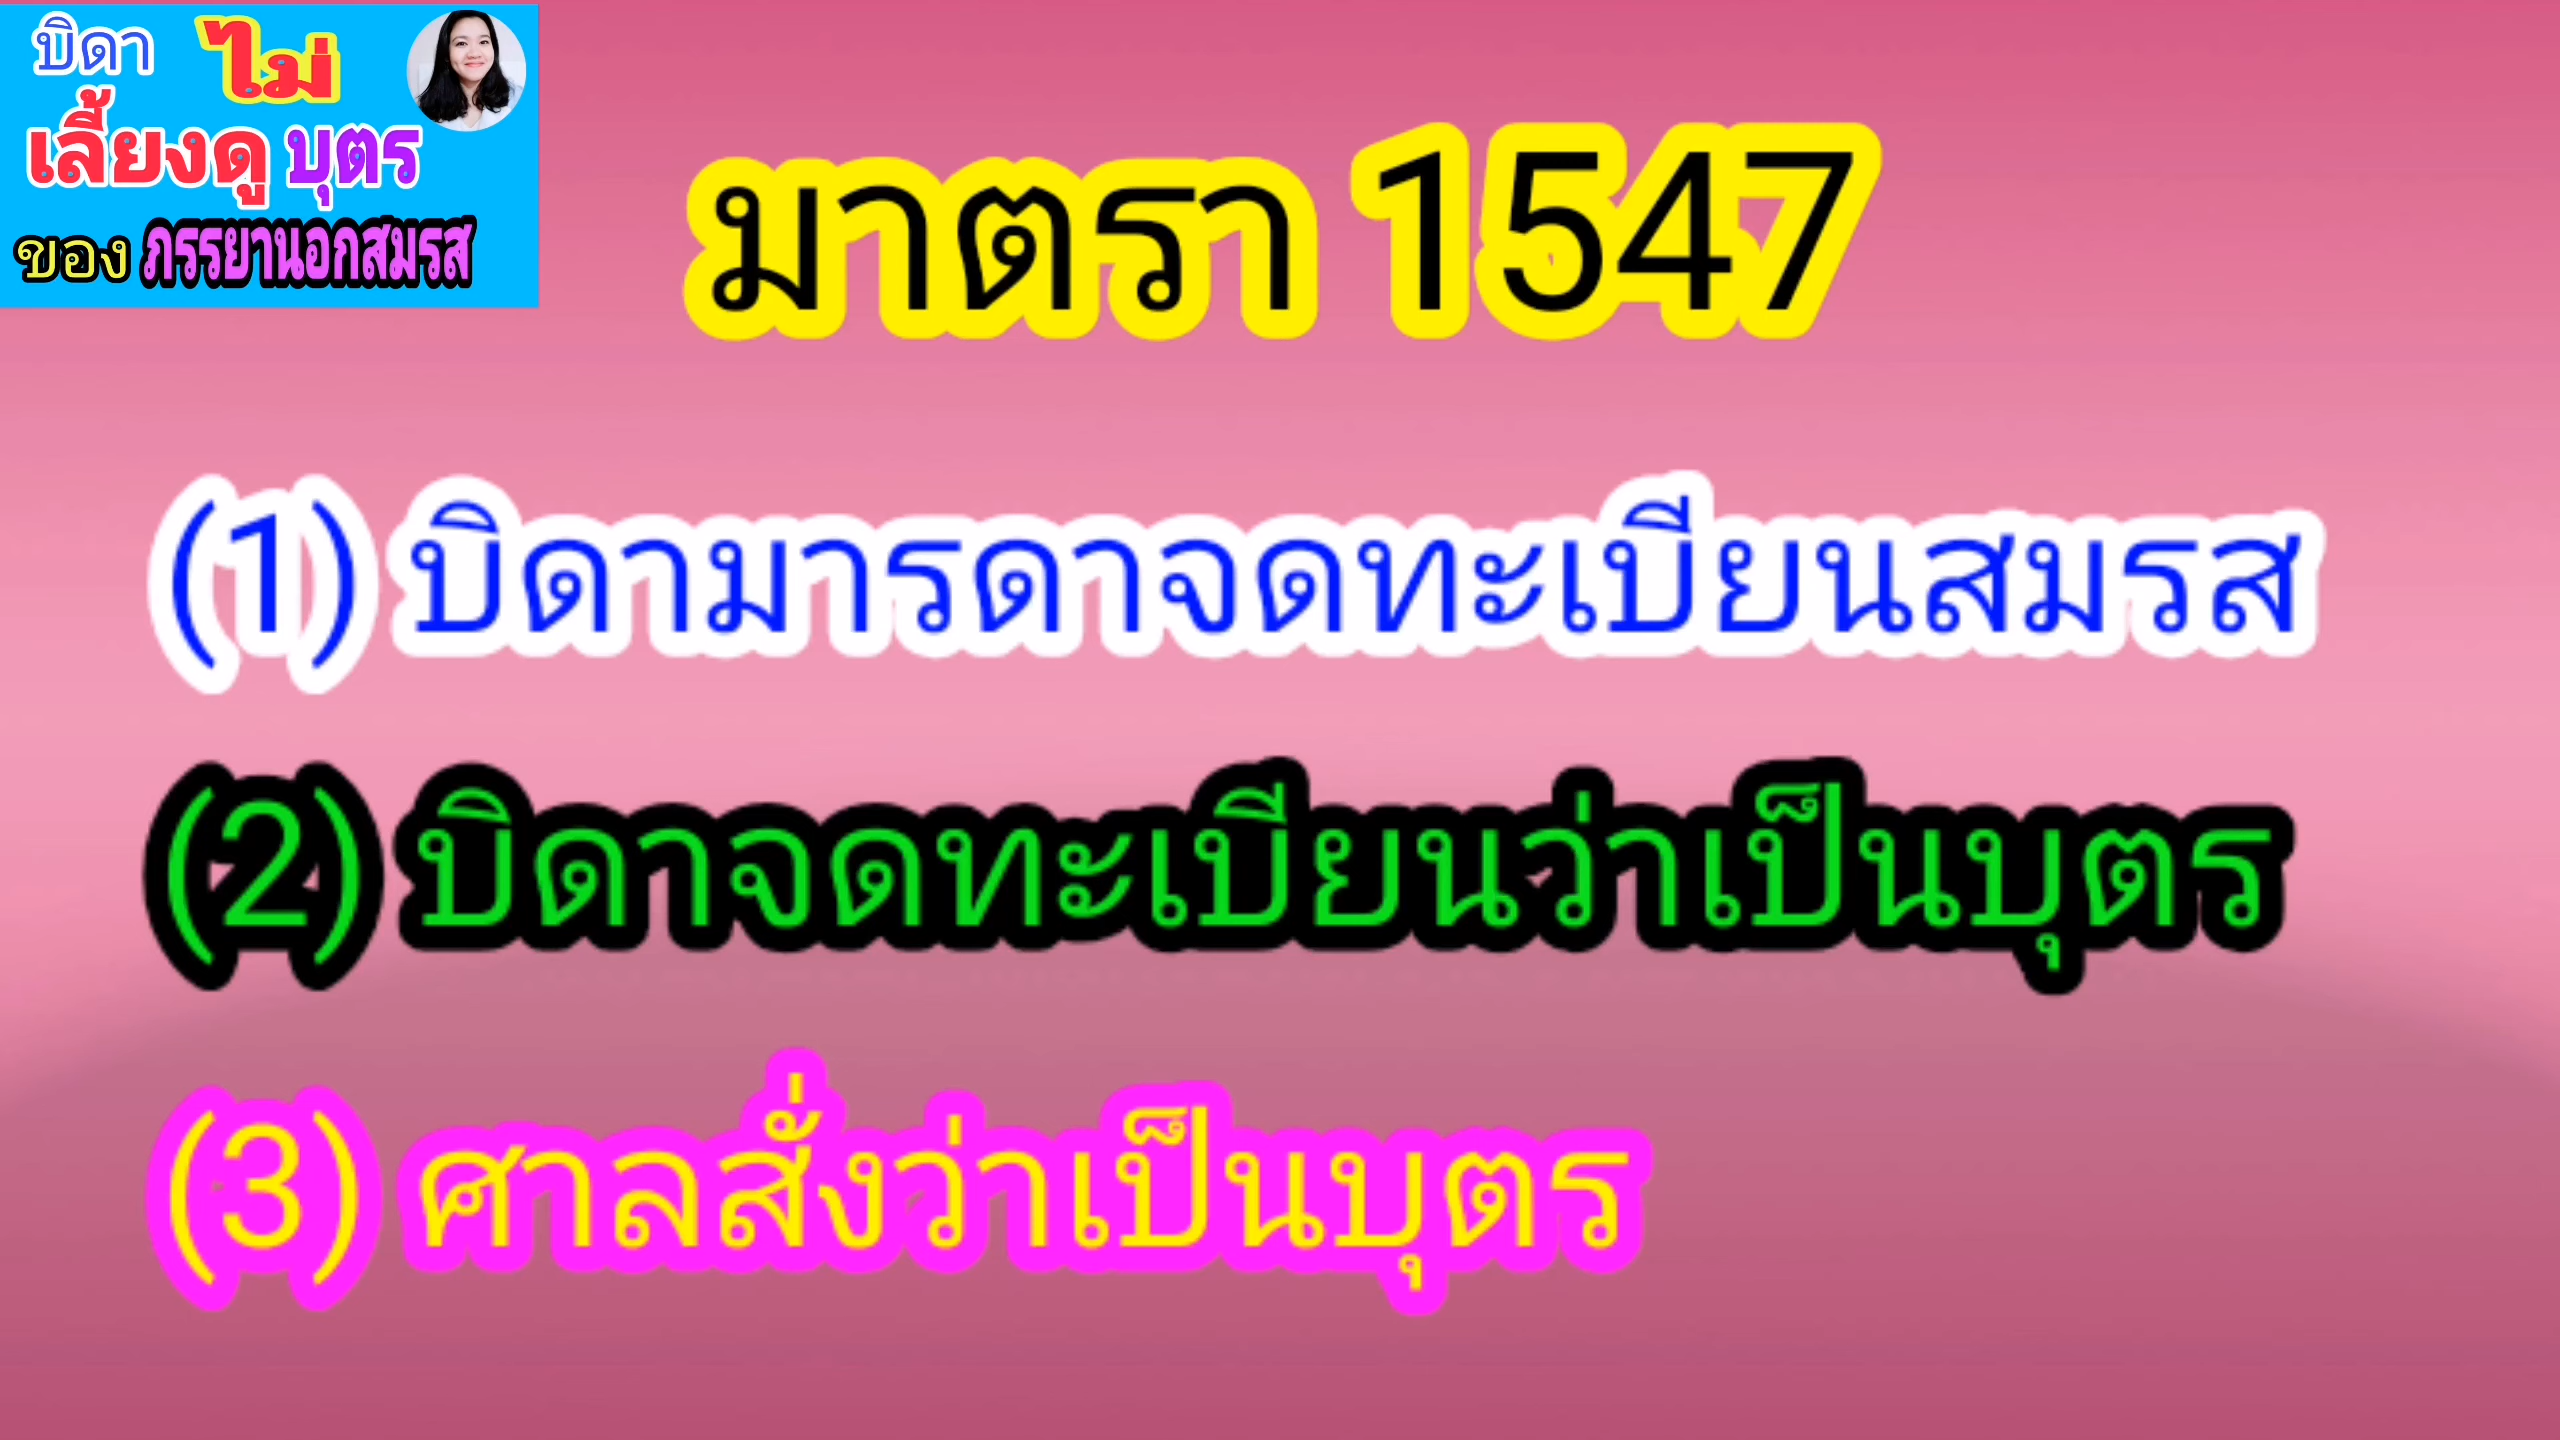 บิดา ไม่
เลี้ยงดู บุตร
ของ ภรรยานอกสมรส
มาตรา 1547
(1) บิดามารดาจดทะเบียนสมรส
(2) บิดาจดทะเบียนว่าเป็นบุตร
(3) ศาลสั่งว่าเป็นบุตร